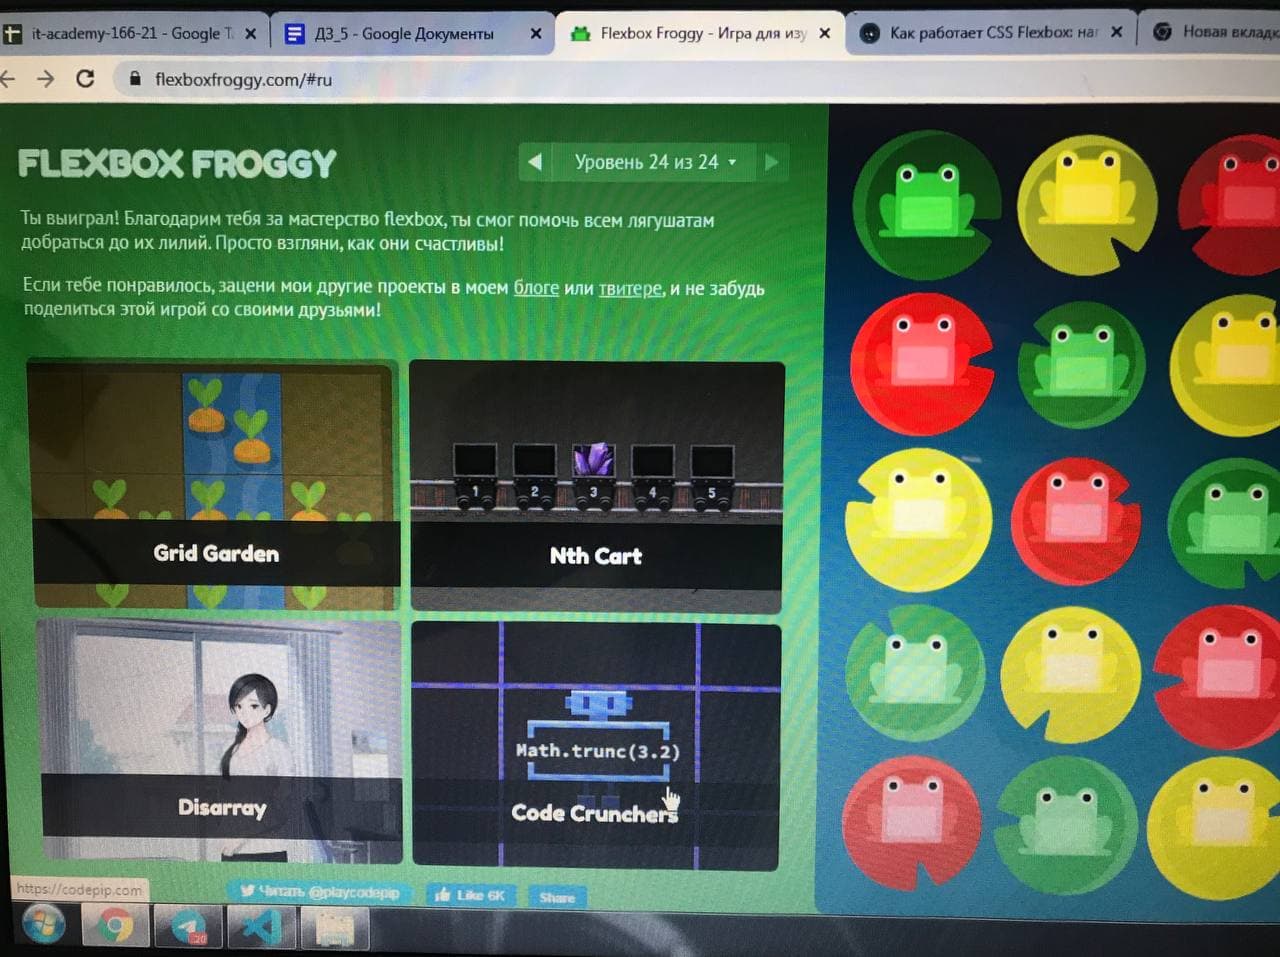 it-academy-166-21 - Google T
ДЗ_5 - Google Документы
Flexbox Froggy - Игра для изу
Как работает CSS Flexbox: наг
Новая вкладк
flexboxfroggy.com/#ru
FLEXBOX FROGGY
Уровень 24 из 24
Ты выиграл! Благодарим тебя за мастерство flexbox, ты смог помочь всем лягушатам
добраться до их лилий. Просто взгляни, как они счастливы!
Если тебе понравилось, зацени мои другие проекты в моем блоге или твитере, и не забудь
поделиться этой игрой со своими друзьями!
1 2 3 4 5
Grid Garden
Nth Cart
Math.trunc(3.2)
Disarray
Code Crunchers
https://codepip.com
Читать @playcodepip
Like 6K
Share
20